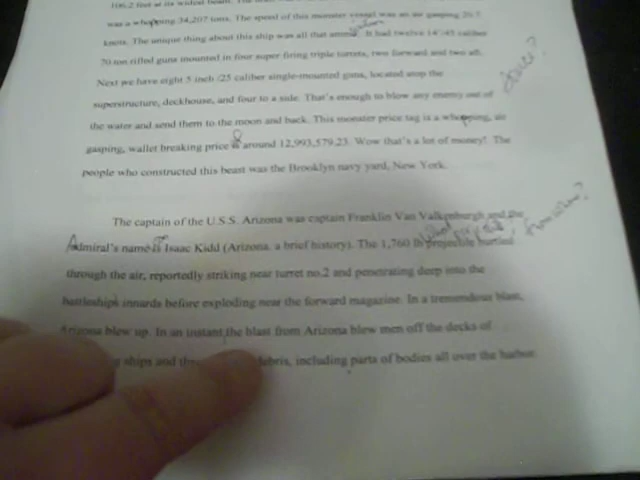 106.2 feet at its widest beam.
was a whopping 34,207 tons. The speed of this monster vessel was an air gasping 20.7
knots. The unique thing about this ship was all that ammo. It had twelve 14"/45 caliber
70 ton rifled guns mounted in four super firing triple turrets, two forward and two aft.
Next we have eight 5 inch /25 caliber single-mounted guns, located atop the
superstructure, deckhouse, and four to a side. That's enough to blow any enemy out of
the water and send them to the moon and back. This monster price tag is a whopping, air
gasping, wallet breaking price around 12,993,579.23. Wow that's a lot of money! The
people who constructed this beast was the Brooklyn navy yard, New York.
source?
The captain of the U.S.S. Arizona was captain Franklin Van Valkenburgh and the
Admiral's name is Isaac Kidd (Arizona, a brief history). The 1,760 lb projectile hurtled
through the air, reportedly striking near turret no.2 and penetrating deep into the
battleships innards before exploding near the forward magazine. In a tremendous blast,
Arizona blew up. In an instant the blast from Arizona blew men off the decks of
ships and debris, including parts of bodies all over the harbor.